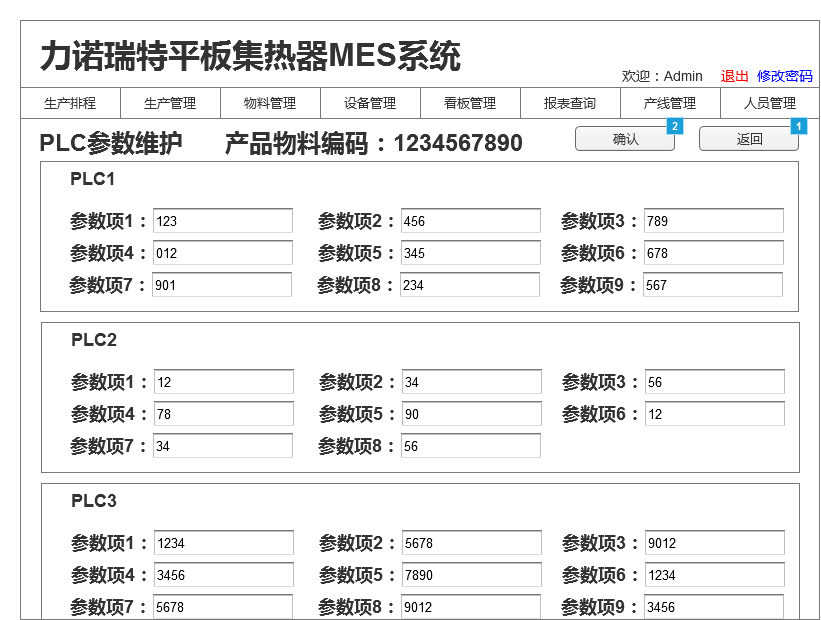 力诺瑞特平板集热器MES系统
欢迎：Admin 退出 修改密码
生产排程 生产管理 物料管理 设备管理 看板管理 报表查询 产线管理 人员管理
PLC参数维护 产品物料编码：1234567890 确认 2 返回 1
PLC1
参数项1：123 参数项2：456 参数项3：789
参数项4：012 参数项5：345 参数项6：678
参数项7：901 参数项8：234 参数项9：567
PLC2
参数项1：12 参数项2：34 参数项3：56
参数项4：78 参数项5：90 参数项6：12
参数项7：34 参数项8：56
PLC3
参数项1：1234 参数项2：5678 参数项3：9012
参数项4：3456 参数项5：7890 参数项6：1234
参数项7：5678 参数项8：9012 参数项9：3456